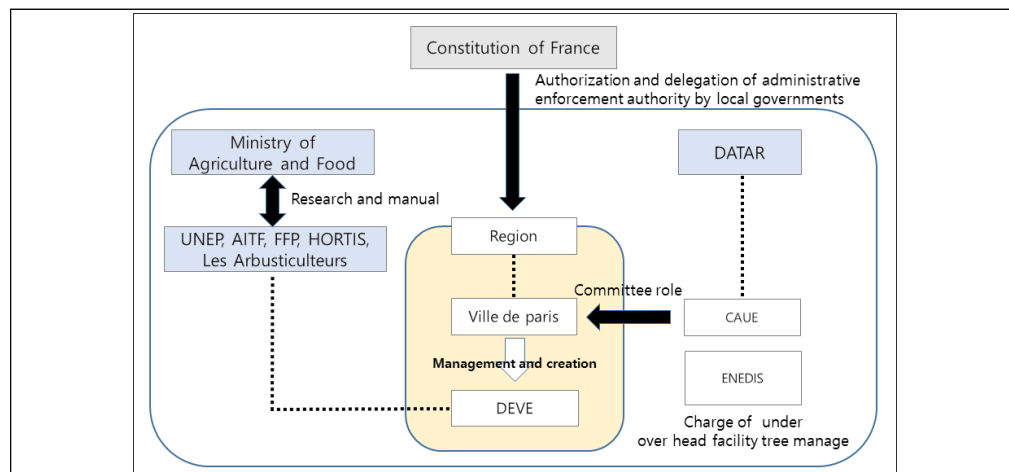 Constitution of France
Authorization and delegation of administrative
enforcement authority by local governments
Ministry of
Agriculture and Food
DATAR
Research and manual
UNEP, AITF, FFP, HORTIS,
Les Arbusticulteurs
Region
Committee role
Ville de paris
CAUE
Management and creation
ENEDIS
DEVE
Charge of under
over head facility tree manage